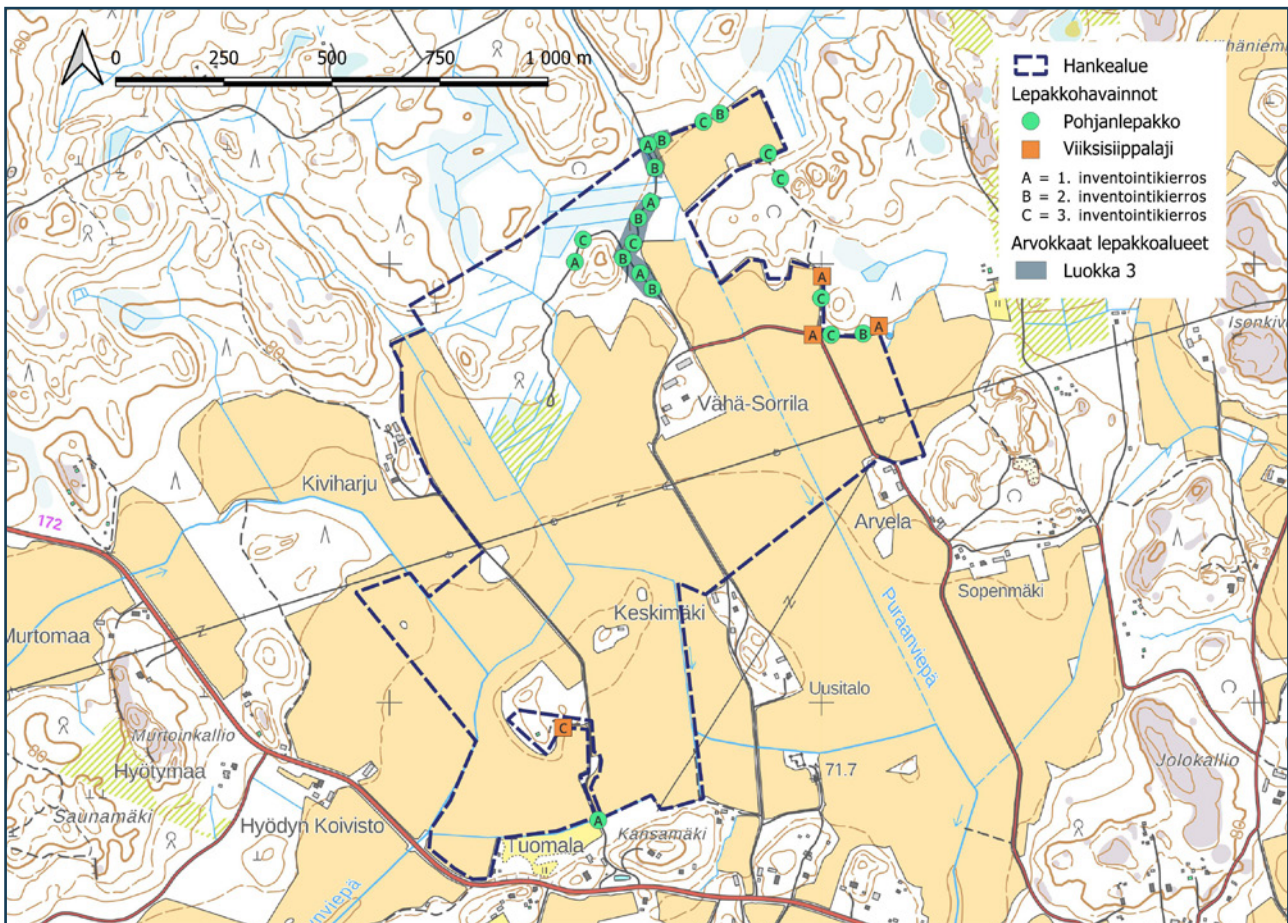 0 250 500 750 1 000 m
Hankealue
Lepakkohavainnot
Pohjanlepakko
Viiksisiippalaji
A = 1. inventointikierros
B = 2. inventointikierros
C = 3. inventointikierros
Arvokkaat lepakkoalueet
Luokka 3
C B
A B
B
C
C
A
B
C
C
B
A
A
B
A
C
A
A C B
Vähä-Sorrila
Kiviharju
172
Arvela
Sopenmäki
Keskimäki
Puraanviepä
Murtomaa
Uusitalo
C
Murtoinkallio
Hyötymaa
71.7
Jolokallio
Saunamäki
Hyödyn Koivisto
A
Kansamäki
Tuomala